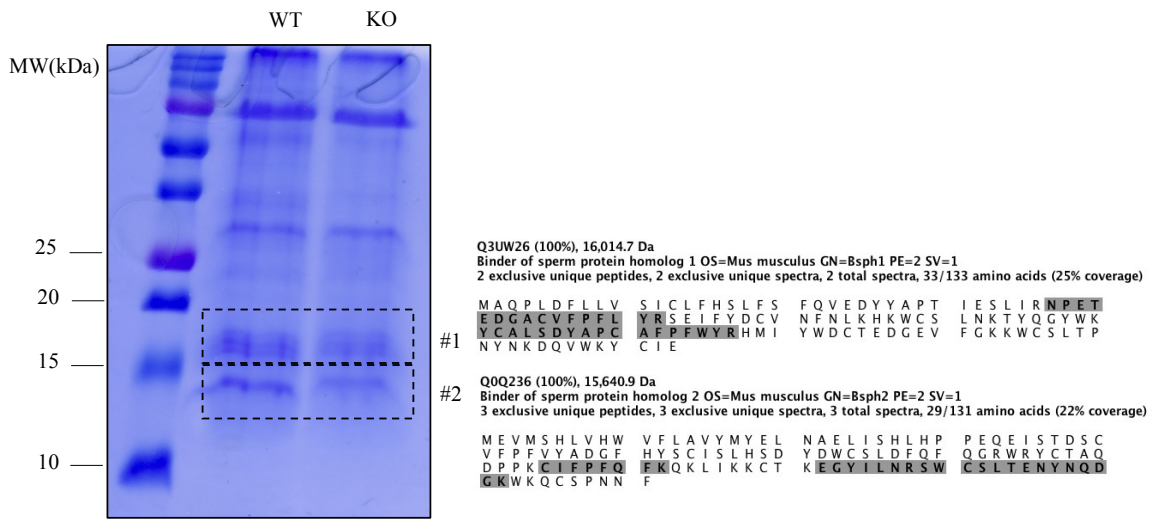 WT KO
MW(kDa)
25
20
15
10
#1
#2
Q3UW26 (100%), 16,014.7 Da
Binder of sperm protein homolog 1 OS=Mus musculus GN=Bsph1 PE=2 SV=1
2 exclusive unique peptides, 2 exclusive unique spectra, 2 total spectra, 33/133 amino acids (25% coverage)
M A Q P L D F L L V S I C L F H S L F S F Q V E D Y Y A P T I E S L I R N P E T
E D G A C V F P F L Y R S E I F Y D C V N F N L K H K W C S L N K T Y Q G Y W K
Y C A L S D Y A P C A F P F W Y R H M I Y W D C T E D G E V F G K K W C S L T P
N Y N K D Q V W K Y C I E
Q0Q236 (100%), 15,640.9 Da
Binder of sperm protein homolog 2 OS=Mus musculus GN=Bsph2 PE=2 SV=1
3 exclusive unique peptides, 3 exclusive unique spectra, 3 total spectra, 29/131 amino acids (22% coverage)
M E V M S H L V H W V F L A V Y M Y E L N A E L I S H L H P P E Q E I S T D S C
V F P F V Y A D G F H Y S C I S L H S D Y D W C S L D F Q F Q G R W R Y C T A Q
D P P K C I F P F Q F K Q K L I K K C T K E G Y I L N R S W C S L T E N Y N Q D
G K W K Q C S P N N F